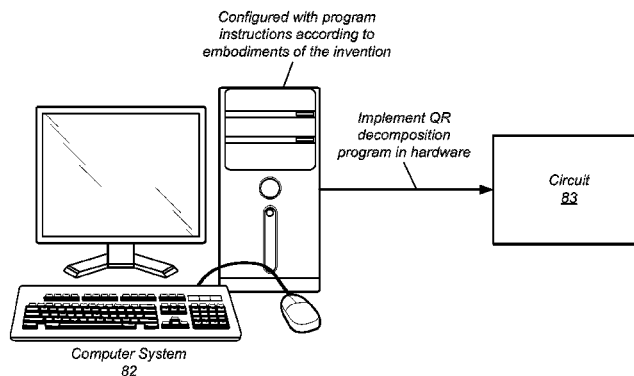 Configured with program
instructions according to
embodiments of the invention
Implement QR
decomposition
program in hardware
Circuit
83
Computer System
82